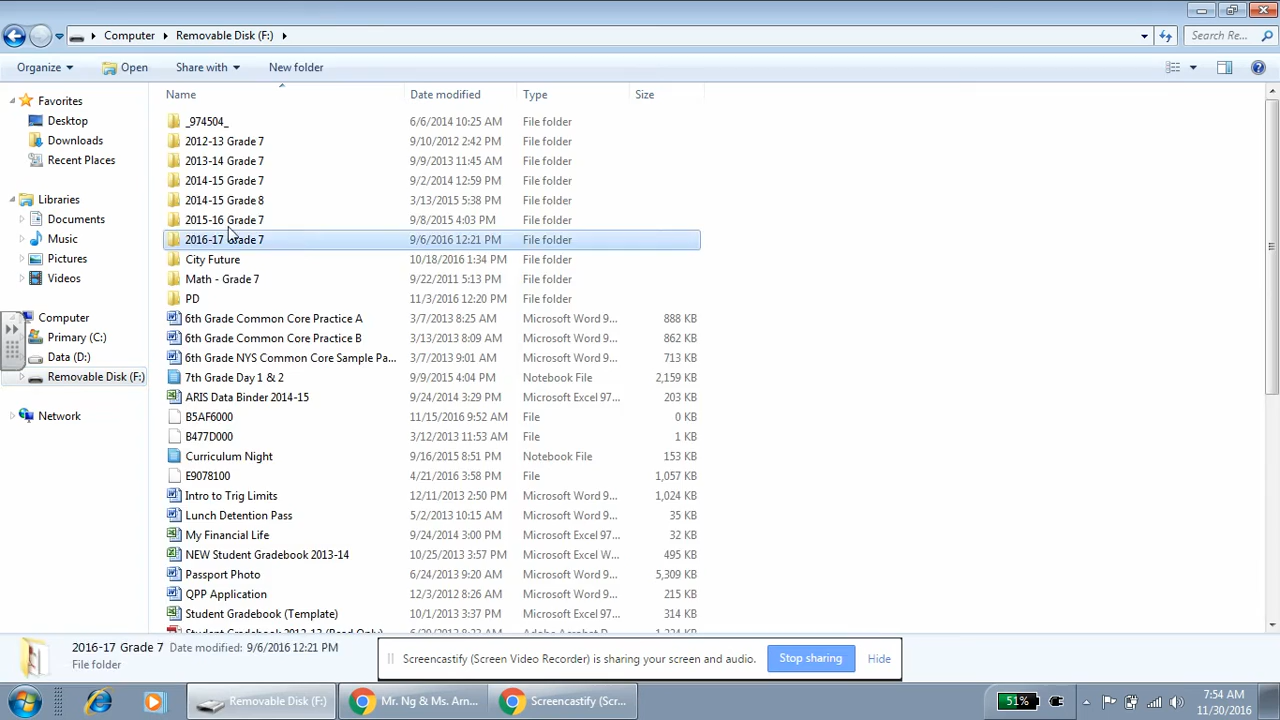 Computer Removable Disk (F:) Search Re...
Organize Open Share with New folder
Name Date modified Type Size
Favorites
Desktop
Downloads
Recent Places
Libraries
Documents
Music
Pictures
Videos
Computer
Primary (C:)
Data (D:)
Removable Disk (F:)
Network
_974504_ 6/6/2014 10:25 AM File folder
2012-13 Grade 7 9/10/2012 2:42 PM File folder
2013-14 Grade 7 9/9/2013 11:45 AM File folder
2014-15 Grade 7 9/2/2014 12:59 PM File folder
2014-15 Grade 8 3/13/2015 5:38 PM File folder
2015-16 Grade 7 9/8/2015 4:03 PM File folder
2016-17 Grade 7 9/6/2016 12:21 PM File folder
City Future 10/18/2016 1:34 PM File folder
Math - Grade 7 9/22/2011 5:13 PM File folder
PD 11/3/2016 12:20 PM File folder
6th Grade Common Core Practice A 3/7/2013 8:25 AM Microsoft Word 9... 888 KB
6th Grade Common Core Practice B 3/13/2013 8:09 AM Microsoft Word 9... 862 KB
6th Grade NYS Common Core Sample Pa... 3/7/2013 9:01 AM Microsoft Word 9... 713 KB
7th Grade Day 1 & 2 9/9/2015 4:04 PM Notebook File 2,159 KB
ARIS Data Binder 2014-15 9/24/2014 3:29 PM Microsoft Excel 97... 203 KB
B5AF6000 11/15/2016 9:52 AM File 0 KB
B477D000 3/12/2013 11:53 AM File 1 KB
Curriculum Night 9/16/2015 8:51 PM Notebook File 153 KB
E9078100 4/21/2016 3:58 PM File 1,057 KB
Intro to Trig Limits 12/11/2013 2:50 PM Microsoft Word 9... 1,024 KB
Lunch Detention Pass 5/2/2013 10:15 AM Microsoft Word 9... 35 KB
My Financial Life 9/24/2014 3:00 PM Microsoft Excel 97... 32 KB
NEW Student Gradebook 2013-14 10/25/2013 3:57 PM Microsoft Excel 97... 495 KB
Passport Photo 6/24/2013 9:20 AM Microsoft Word 9... 5,309 KB
QPP Application 12/3/2012 8:26 AM Microsoft Word 9... 215 KB
Student Gradebook (Template) 10/1/2013 3:37 PM Microsoft Excel 97... 314 KB
2016-17 Grade 7 Date modified: 9/6/2016 12:21 PM
File folder
Screencastify (Screen Video Recorder) is sharing your screen and audio. Stop sharing Hide
Removable Disk (F:) Mr. Ng & Ms. Arn... Screencastify (Scr... 51% 7:54 AM
11/30/2016